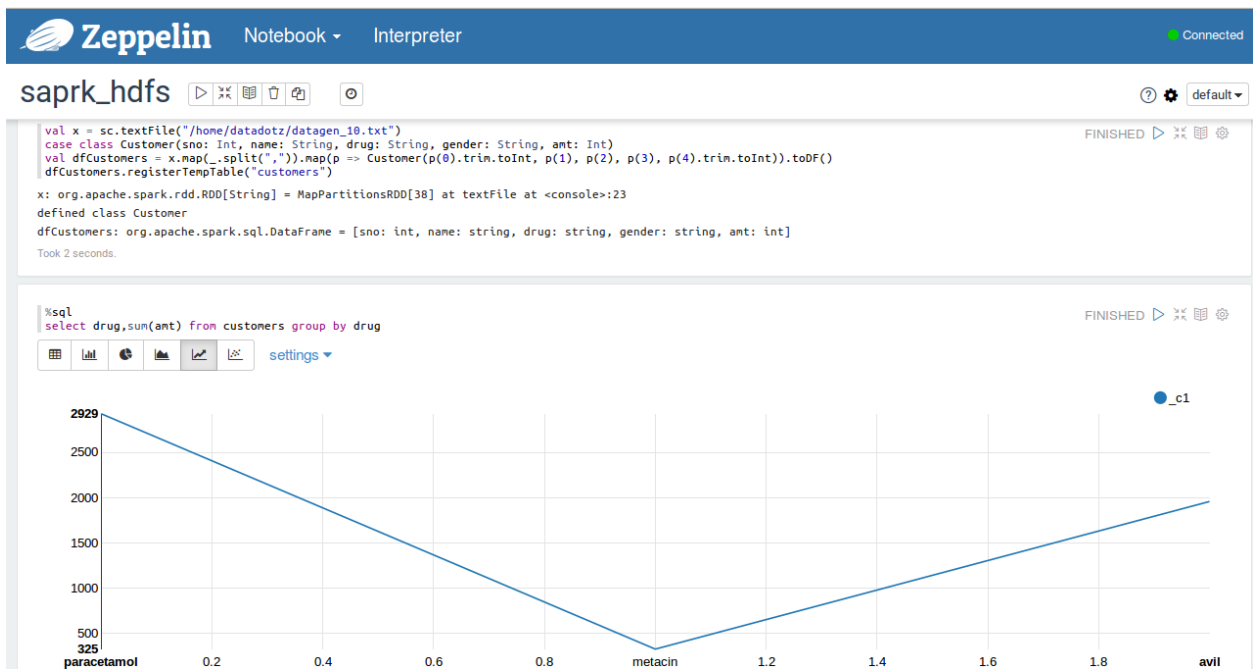 Zeppelin Notebook Interpreter Connected
saprk_hdfs default
val x = sc.textFile("/home/datadotz/datagen_10.txt") FINISHED
case class Customer(sno: Int, name: String, drug: String, gender: String, amt: Int)
val dfCustomers = x.map(_.split(",")).map(p => Customer(p(0).trim.toInt, p(1), p(2), p(3), p(4).trim.toInt)).toDF()
dfCustomers.registerTempTable("customers")
x: org.apache.spark.rdd.RDD[String] = MapPartitionsRDD[38] at textFile at <console>:23
defined class Customer
dfCustomers: org.apache.spark.sql.DataFrame = [sno: int, name: string, drug: string, gender: string, amt: int]
Took 2 seconds.
%sql FINISHED
select drug,sum(amt) from customers group by drug
settings
_c1
2929
2500
2000
1500
1000
500
325
paracetamol 0.2 0.4 0.6 0.8 metacin 1.2 1.4 1.6 1.8 avil